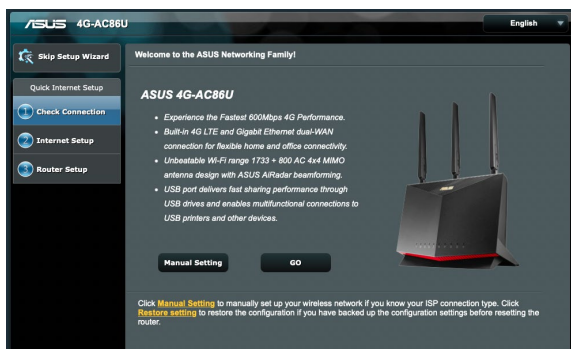 ASUS 4G-AC86U
English
Skip Setup Wizard
Quick Internet Setup
1 Check Connection
2 Internet Setup
3 Router Setup
Welcome to the ASUS Networking Family!
ASUS 4G-AC86U
• Experience the Fastest 600Mbps 4G Performance.
• Built-in 4G LTE and Gigabit Ethernet dual-WAN
connection for flexible home and office connectivity.
• Unbeatable Wi-Fi range 1733 + 800 AC 4x4 MIMO
antenna design with ASUS AiRadar beamforming.
• USB port delivers fast sharing performance through
USB drives and enables multifunctional connections to
USB printers and other devices.
Manual Setting
GO
Click Manual Setting to manually set up your wireless network if you know your ISP connection type. Click
Restore setting to restore the configuration if you have backed up the configuration settings before resetting the
router.